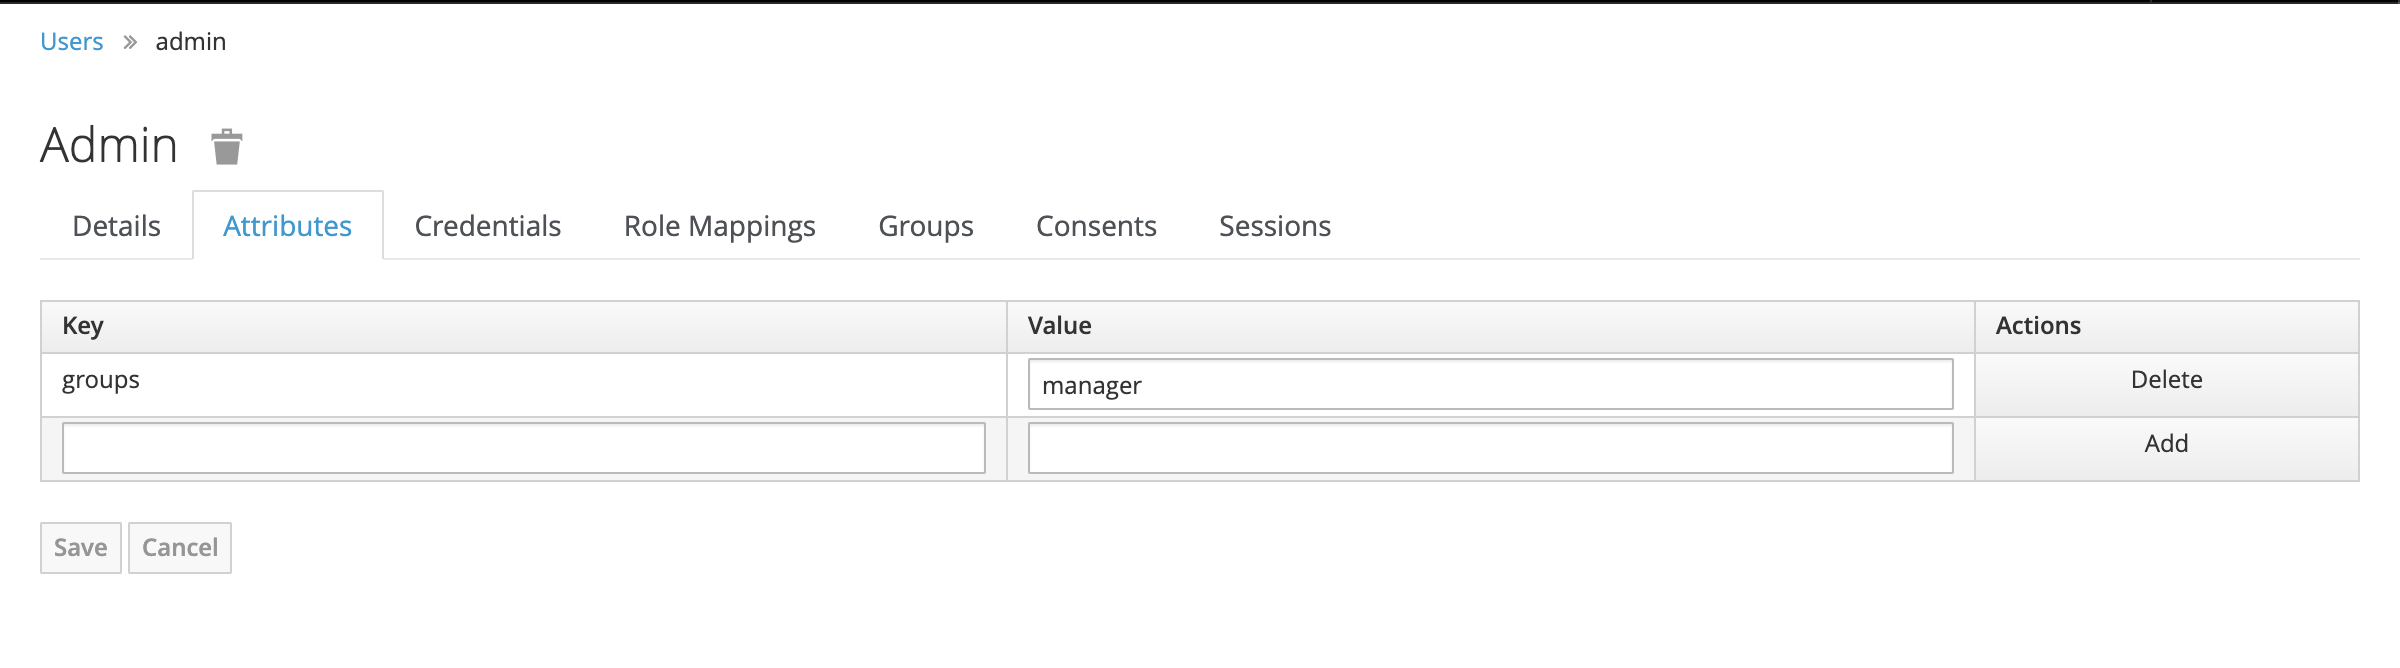 Users » admin
Admin
Details Attributes Credentials Role Mappings Groups Consents Sessions
Key Value Actions
groups manager Delete
Add
Save Cancel